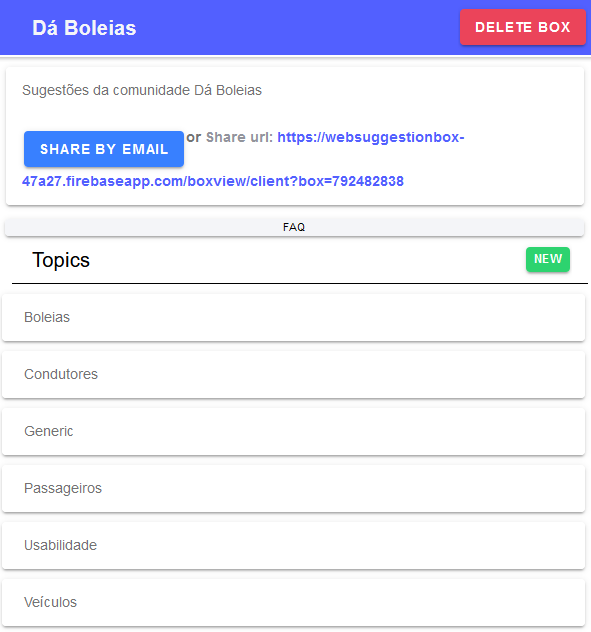 Dá Boleias
DELETE BOX
Sugestões da comunidade Dá Boleias
SHARE BY EMAIL or Share url: https://websuggestionbox-
47a27.firebaseapp.com/boxview/client?box=792482838
FAQ
Topics
NEW
Boleias
Condutores
Generic
Passageiros
Usabilidade
Veículos